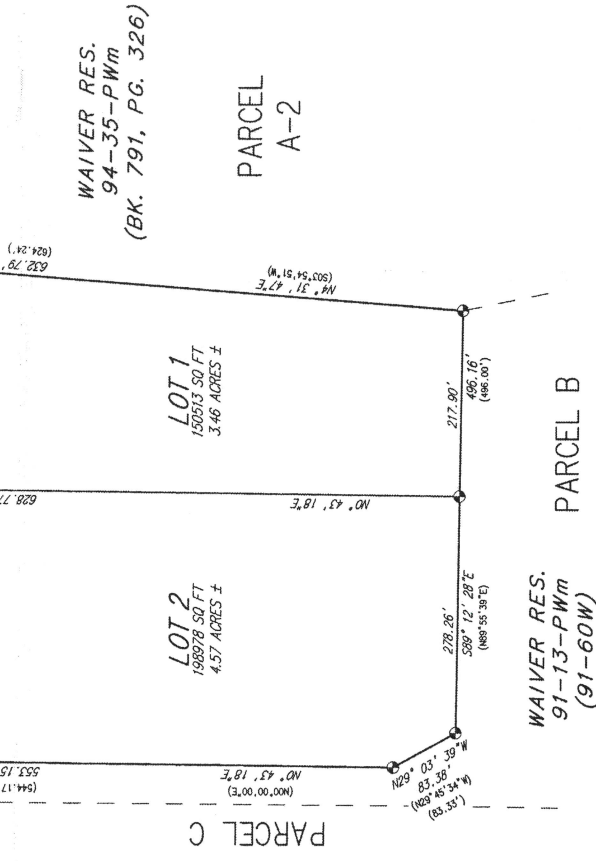 WAIVER RES.
94-35-PWm
(BK. 791, PG. 326)
PARCEL
A-2
632.79'
(624.24')
N4° 31' 47"E
(S03°54'51"W)
LOT 1
150513 SQ FT
3.46 ACRES ±
217.90'
496.16'
(496.00')
628.77
N0° 43' 18"E
LOT 2
198978 SQ FT
4.57 ACRES ±
278.26'
S89° 12' 28"E
(N89°55'39"E)
PARCEL B
WAIVER RES.
91-13-PWm
(91-60W)
553.15
(544.17
N0° 43' 18"E
(N00°00'00"E)
N29° 03' 39"W
83.38'
(N29°45'34"W)
(83.33')
PARCEL C